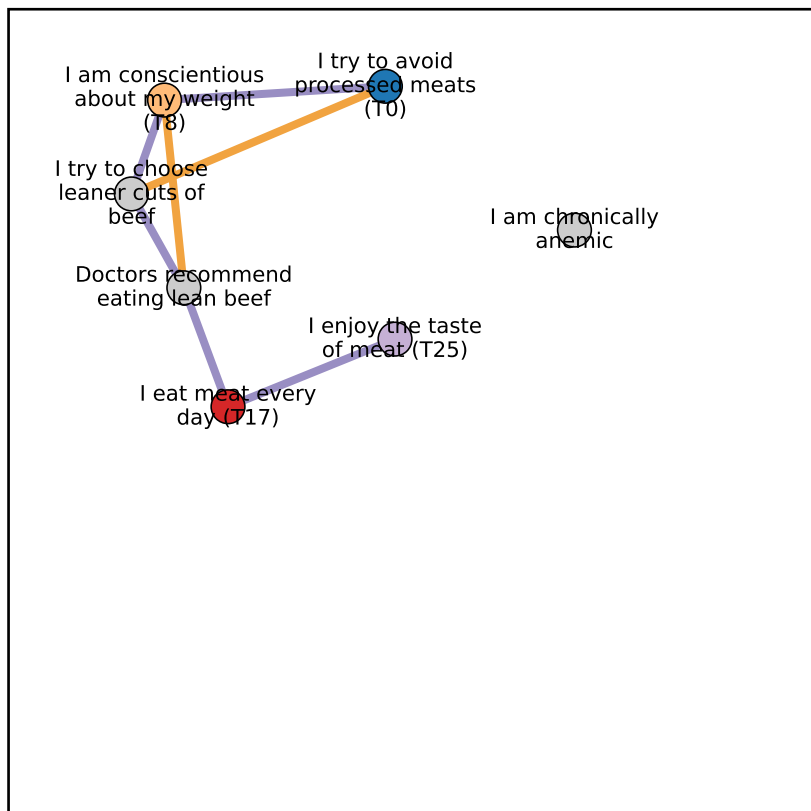 I try to avoid
processed meats
(T0)
I am conscientious
about my weight
(T8)
I try to choose
leaner cuts of
beef
I am chronically
anemic
Doctors recommend
eating lean beef
I enjoy the taste
of meat (T25)
I eat meat every
day (T17)